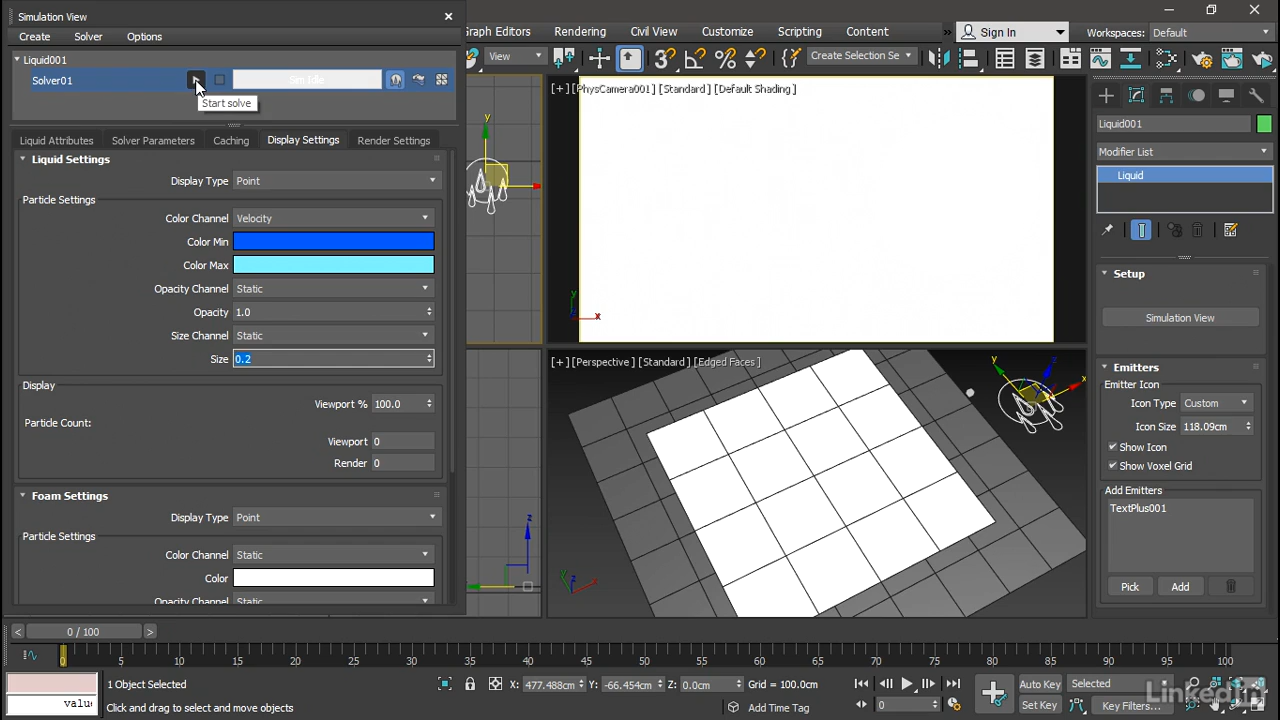 Simulation View
Create Solver Options
Graph Editors Rendering Civil View Customize Scripting Content
Sign In
Workspaces: Default
View
Create Selection Se
Liquid001
Solver01
Sim Idle
Start solve
Liquid Attributes Solver Parameters Caching Display Settings Render Settings
Liquid Settings
Display Type Point
Particle Settings
Color Channel Velocity
Color Min
Color Max
Opacity Channel Static
Opacity 1.0
Size Channel Static
Size 0.2
Display
Viewport % 100.0
Particle Count:
Viewport 0
Render 0
Foam Settings
Display Type Point
Particle Settings
Color Channel Static
Color
Opacity Channel Static
[+] [PhysCamera001] [Standard] [Default Shading]
[+] [Perspective] [Standard] [Edged Faces]
Liquid001
Modifier List
Liquid
Setup
Simulation View
Emitters
Emitter Icon
Icon Type Custom
Icon Size 118.09cm
Show Icon
Show Voxel Grid
Add Emitters
TextPlus001
Pick Add
0 / 100
0 5 10 15 20 25 30 35 40 45 50 55 60 65 70 75 80 85 90 95 100
1 Object Selected
X: 477.488cm Y: -66.454cm Z: 0.0cm Grid = 100.0cm
Auto Key Selected
value
Click and drag to select and move objects
Add Time Tag
0
Set Key Key Filters...
LinkedIn